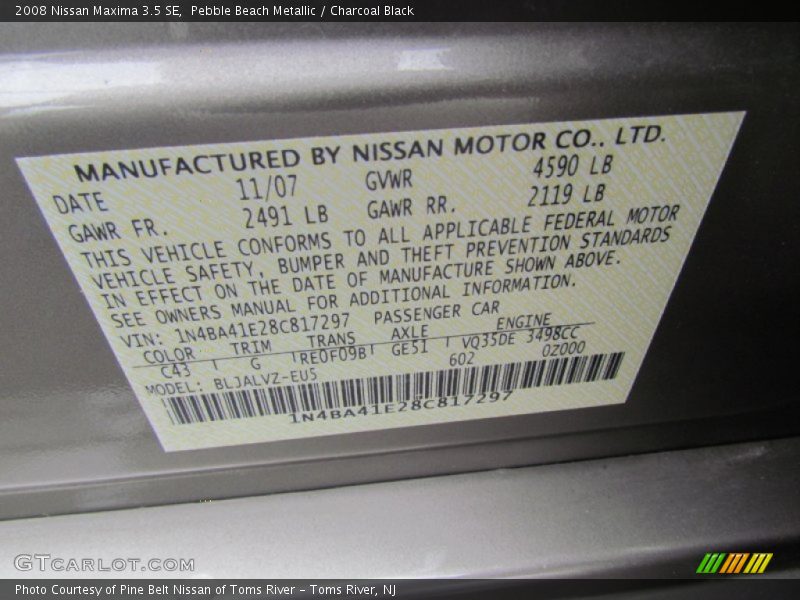 2008 Nissan Maxima 3.5 SE, Pebble Beach Metallic / Charcoal Black
MANUFACTURED BY NISSAN MOTOR CO., LTD.
DATE 11/07 GVWR 4590 LB
GAWR FR. 2491 LB GAWR RR. 2119 LB
THIS VEHICLE CONFORMS TO ALL APPLICABLE FEDERAL MOTOR
VEHICLE SAFETY, BUMPER AND THEFT PREVENTION STANDARDS
IN EFFECT ON THE DATE OF MANUFACTURE SHOWN ABOVE.
SEE OWNERS MANUAL FOR ADDITIONAL INFORMATION.
VIN: 1N4BA41E28C817297 PASSENGER CAR
COLOR TRIM TRANS AXLE ENGINE
C43 G RE0F09B GE51 VQ35DE 3498CC
MODEL: BLJALVZ-EUS 602 0Z000
1N4BA41E28C817297
GTCARLOT.COM
Photo Courtesy of Pine Belt Nissan of Toms River – Toms River, NJ